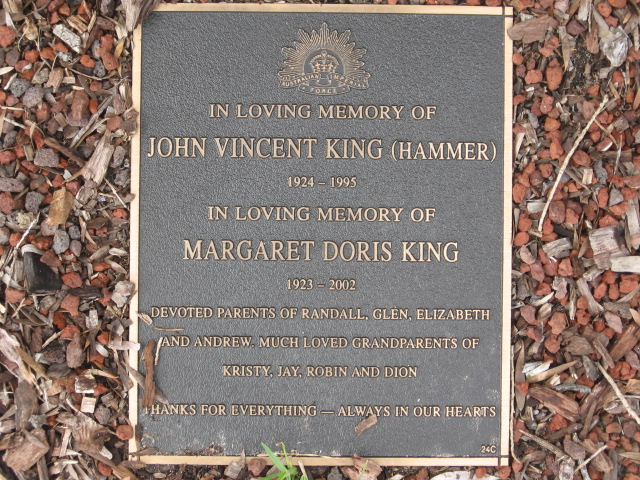 AUSTRALIAN IMPERIAL
FORCE
IN LOVING MEMORY OF
JOHN VINCENT KING (HAMMER)
1924 – 1995
IN LOVING MEMORY OF
MARGARET DORIS KING
1923 – 2002
DEVOTED PARENTS OF RANDALL, GLEN, ELIZABETH
AND ANDREW. MUCH LOVED GRANDPARENTS OF
KRISTY, JAY, ROBIN AND DION
THANKS FOR EVERYTHING — ALWAYS IN OUR HEARTS
24C